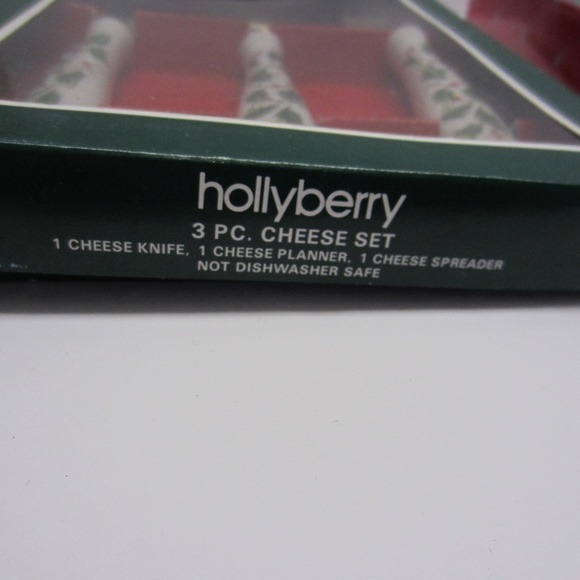 hollyberry
3 PC. CHEESE SET
1 CHEESE KNIFE, 1 CHEESE PLANNER, 1 CHEESE SPREADER
NOT DISHWASHER SAFE